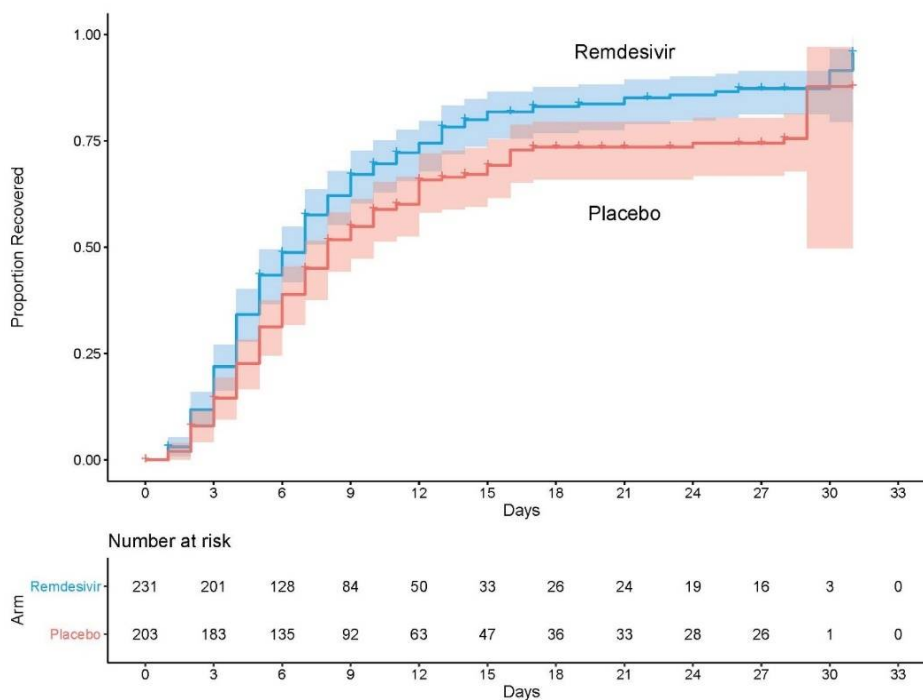 1.00
0.75
0.50
0.25
0.00
Proportion Recovered
Remdesivir
Placebo
0 3 6 9 12 15 18 21 24 27 30 33
Days
Number at risk
Arm
Remdesivir 231 201 128 84 50 33 26 24 19 16 3 0
Placebo 203 183 135 92 63 47 36 33 28 26 1 0
0 3 6 9 12 15 18 21 24 27 30 33
Days